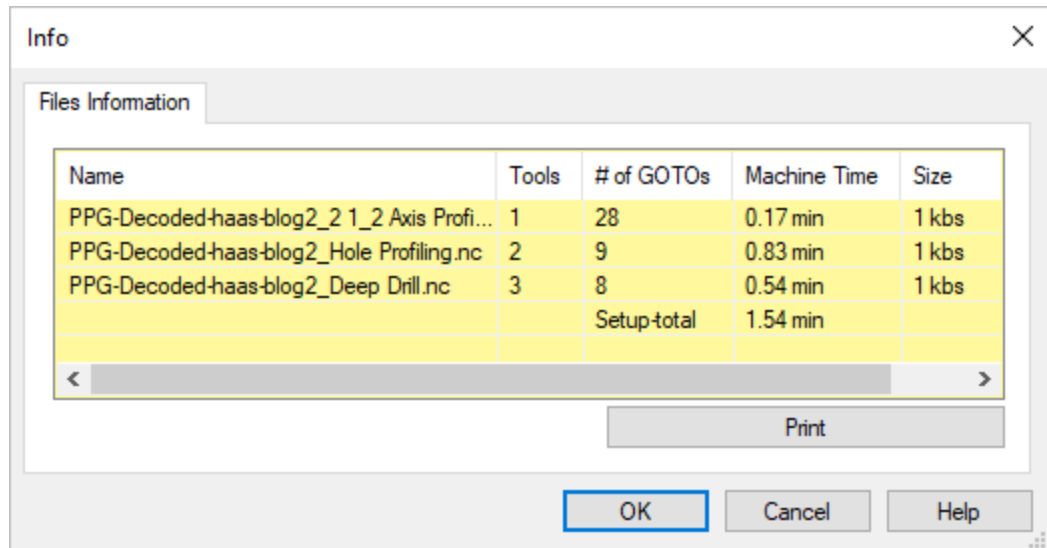 Info
Files Information
Name Tools # of GOTOs Machine Time Size
PPG-Decoded-haas-blog2_2 1_2 Axis Profi... 1 28 0.17 min 1 kbs
PPG-Decoded-haas-blog2_Hole Profiling.nc 2 9 0.83 min 1 kbs
PPG-Decoded-haas-blog2_Deep Drill.nc 3 8 0.54 min 1 kbs
Setup-total 1.54 min
Print
OK Cancel Help